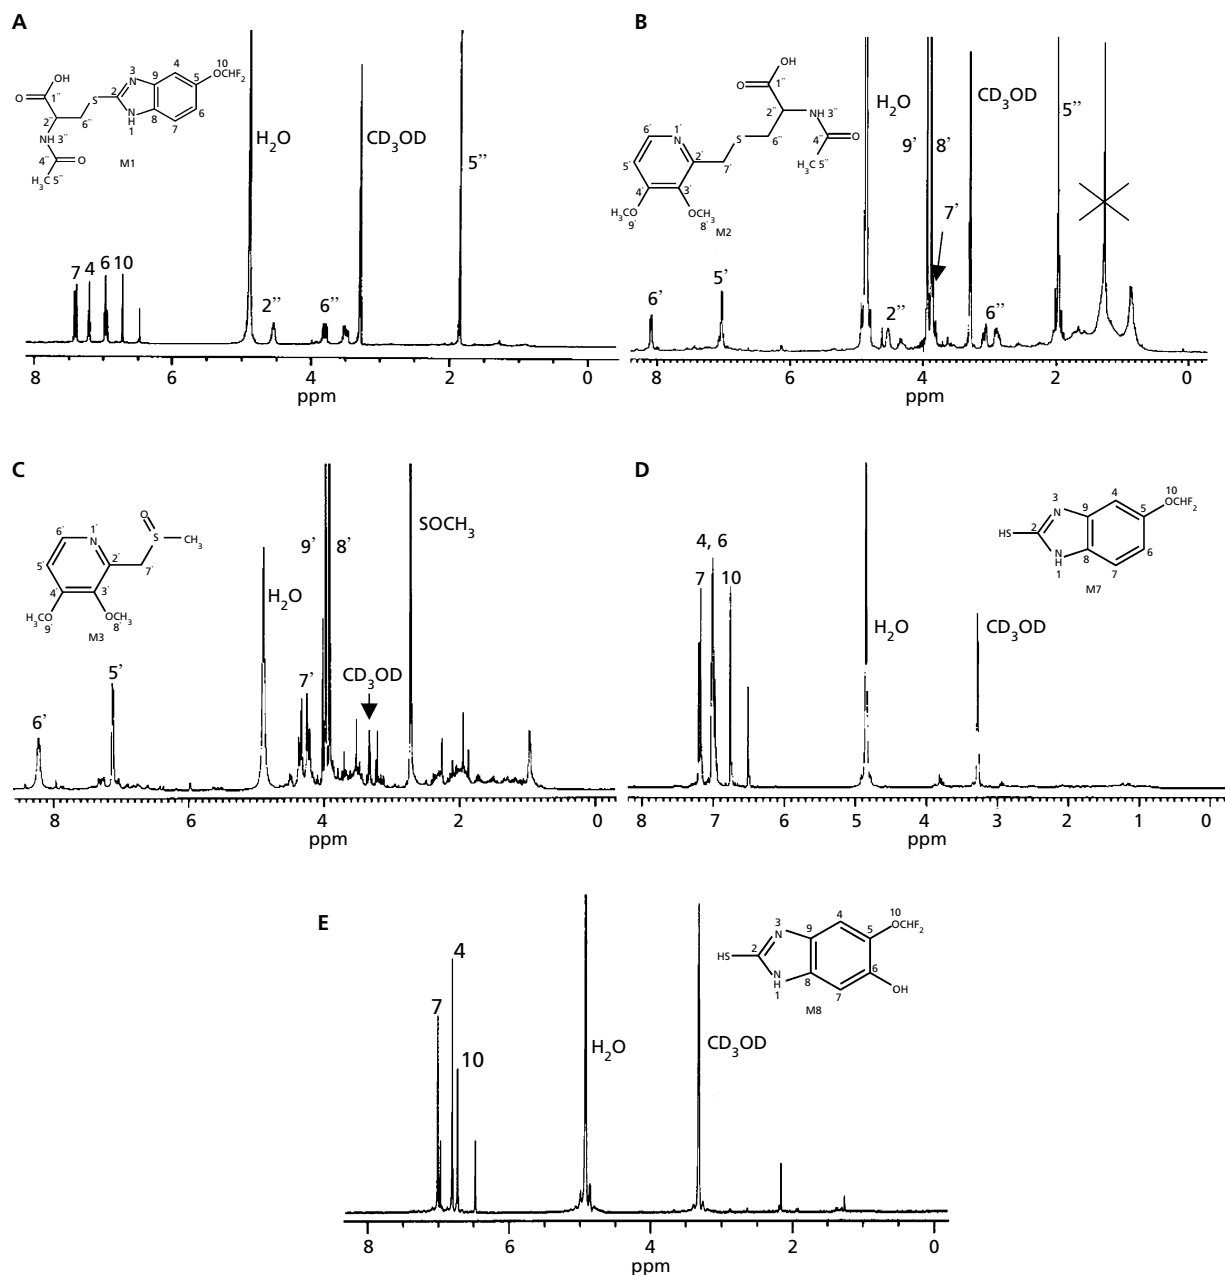 A
O
OH
1''
2''
NH
3''
4''
O
H3C5''
6''
S
2
N
3
9
4
5
10
OCHF2
N
H
1
8
7
6
M1
H2O
CD3OD
5’’
7
4
6
10
2’’
6’’
8
6
4
2
0
ppm
B
OH
O
1''
2''
NH
3''
6''
4''
O
H3C5''
S
6'
1'
N
5'
2'
7'
4'
3'
H3CO
9'
OCH3
8'
M2
H2O
9’
8’
CD3OD
5’’
7’
6’
5’
2’’
6’’
8
6
4
2
0
ppm
C
O
S
CH3
6'
1'
N
5'
2'
7'
4'
3'
H3CO
9'
OCH3
8'
M3
9’
8’
SOCH3
H2O
5’
7’
CD3OD
6’
8
6
4
2
0
ppm
D
N
3
4
10
OCHF2
9
5
HS
2
N
H
1
8
7
6
M7
4, 6
7
10
H2O
CD3OD
8
7
6
5
4
3
2
1
0
ppm
E
N
3
4
10
OCHF2
9
5
HS
2
N
H
1
8
7
6
OH
M8
4
7
10
H2O
CD3OD
8
6
4
2
0
ppm